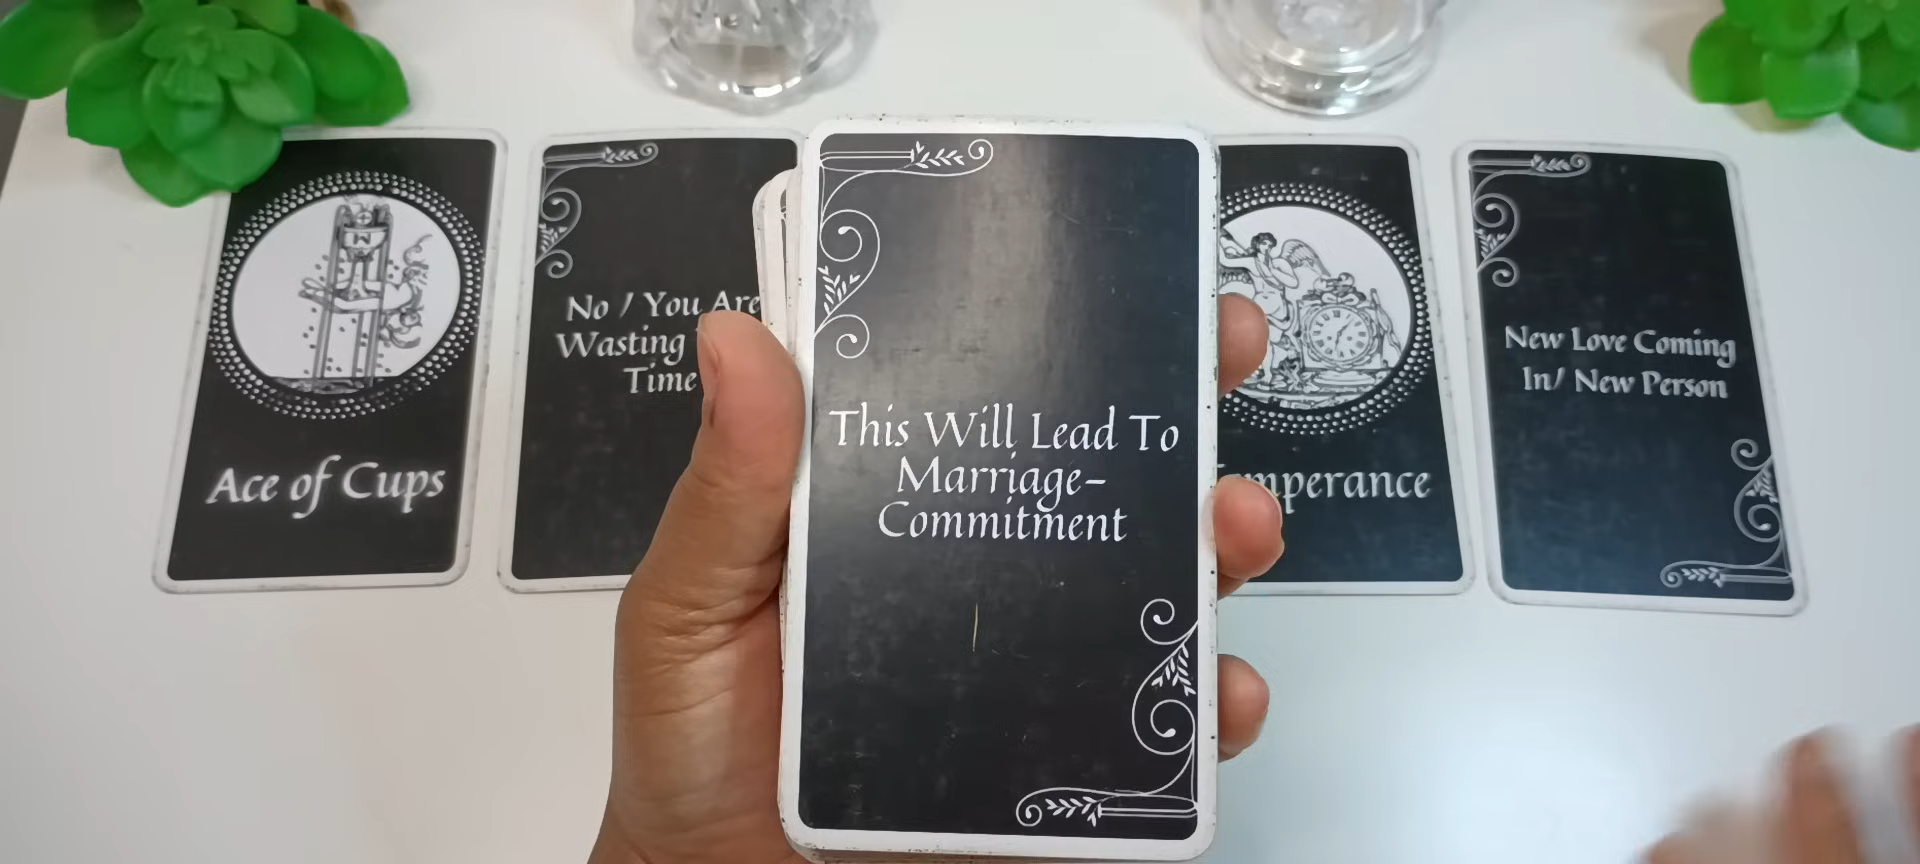 Ace of Cups
No / You Are
Wasting
Time
This Will Lead To
Marriage-
Commitment
mperance
New Love Coming
In/ New Person